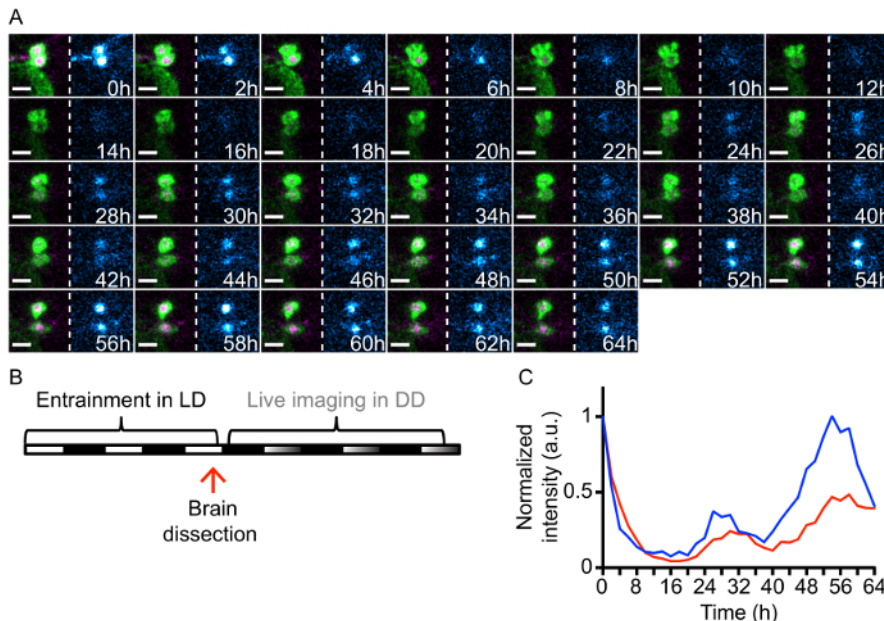 A
0h 2h 4h 6h 8h 10h 12h
14h 16h 18h 20h 22h 24h 26h
28h 30h 32h 34h 36h 38h 40h
42h 44h 46h 48h 50h 52h 54h
56h 58h 60h 62h 64h
B
Entrainment in LD Live imaging in DD
Brain
dissection
C
Normalized
intensity (a.u.)
1
0.5
0
0 8 16 24 32 40 48 56 64
Time (h)